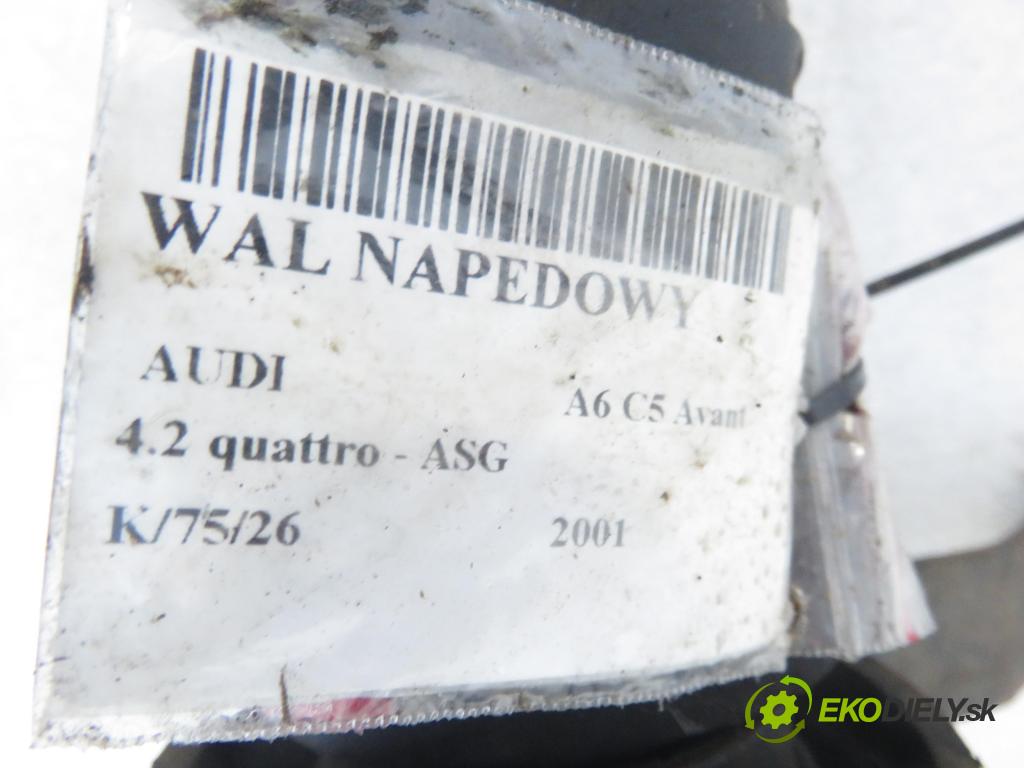 WAL NAPEDOWY
AUDI
A6 C5 Avant
4.2 quattro - ASG
K/75/26
2001
EKODIELY.sk